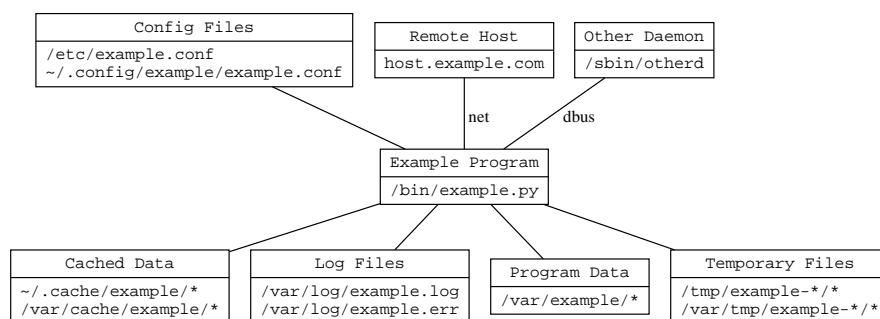 Config Files
/etc/example.conf
~/.config/example/example.conf
Remote Host
host.example.com
Other Daemon
/sbin/otherd
net
dbus
Example Program
/bin/example.py
Cached Data
~/.cache/example/*
/var/cache/example/*
Log Files
/var/log/example.log
/var/log/example.err
Program Data
/var/example/*
Temporary Files
/tmp/example-*/*
/var/tmp/example-*/*